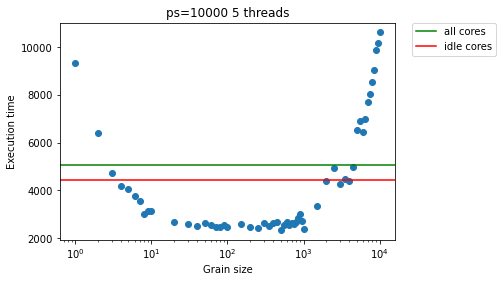 ps=10000 5 threads
all cores
idle cores
10000
8000
6000
4000
2000
Execution time
10⁰
10¹
10²
10³
10⁴
Grain size